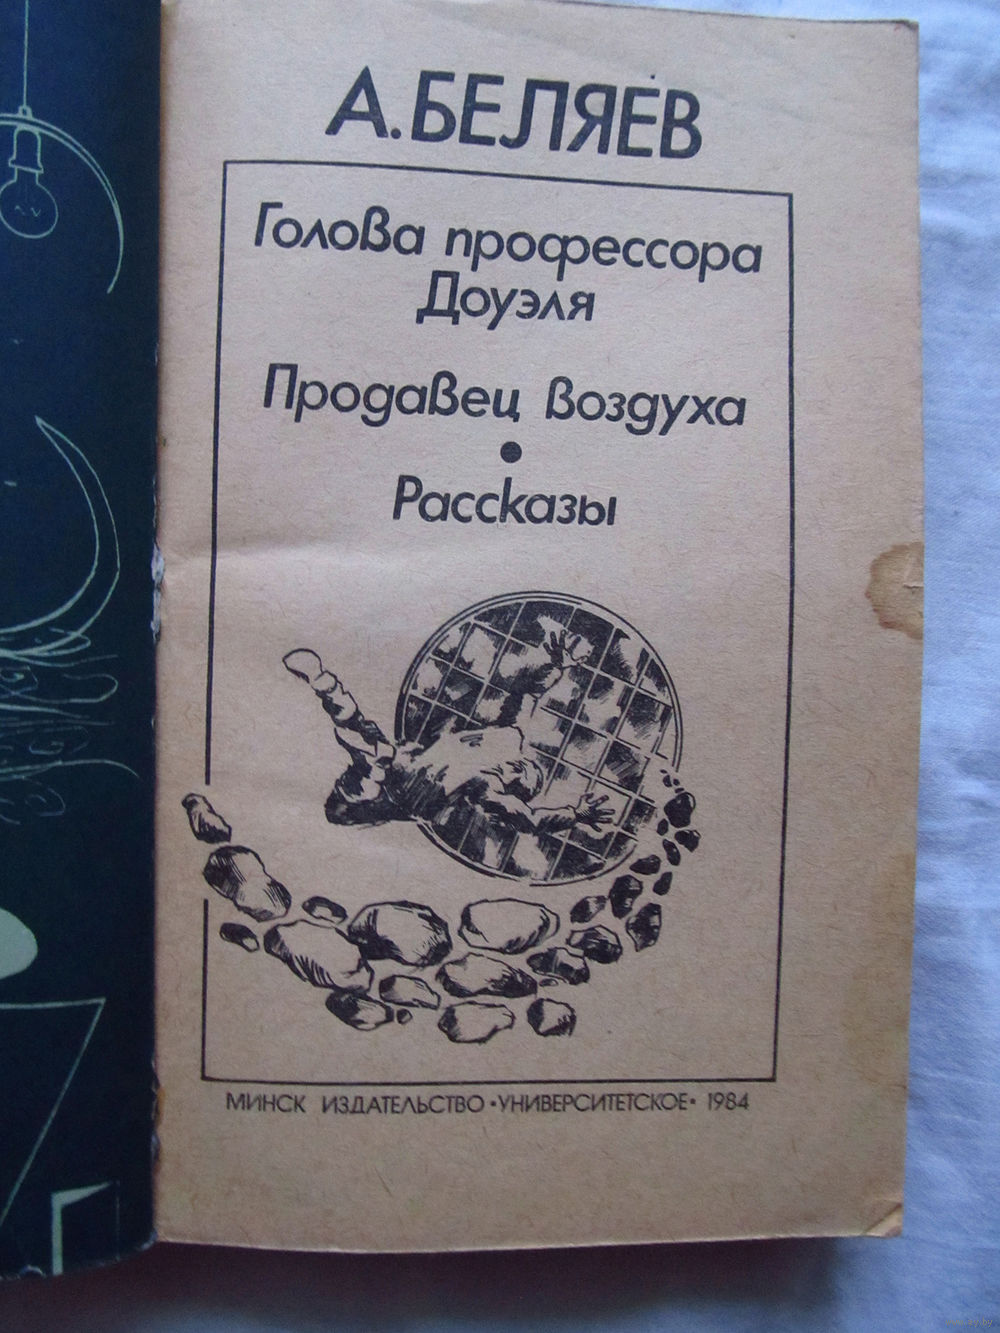 А. БЕЛЯЕВ
Голова профессора
Доуэля
Продавец воздуха
•
Рассказы
МИНСК ИЗДАТЕЛЬСТВО •УНИВЕРСИТЕТСКОЕ• 1984